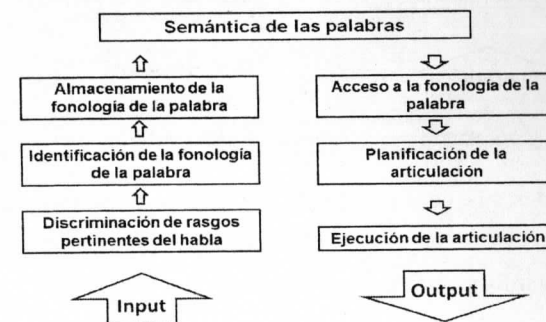 Semántica de las palabras
Almacenamiento de la
fonología de la palabra
Identificación de la fonología
de la palabra
Discriminación de rasgos
pertinentes del habla
Input
Acceso a la fonología de la
palabra
Planificación de la
articulación
Ejecución de la articulación
Output